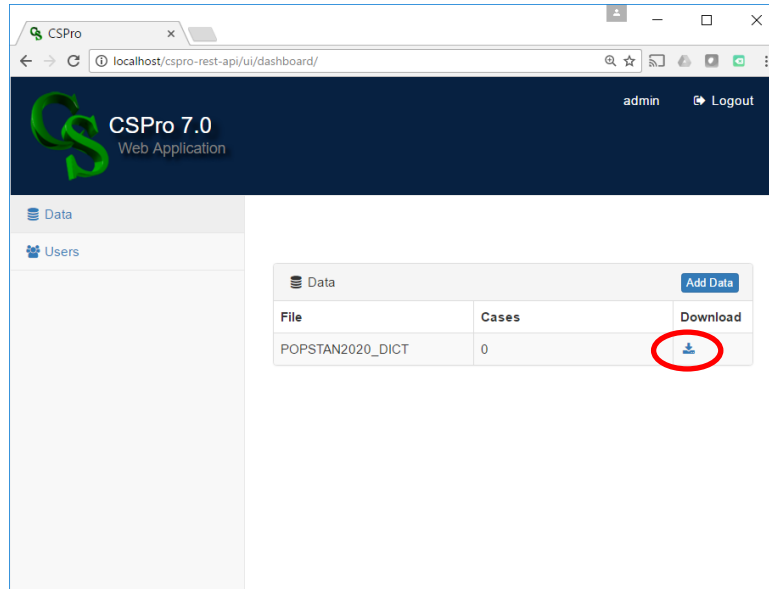 CSPro
localhost/cspro-rest-api/ui/dashboard/
admin Logout
CS
CSPro 7.0
Web Application
Data
Users
Data Add Data
File Cases Download
POPSTAN2020_DICT 0